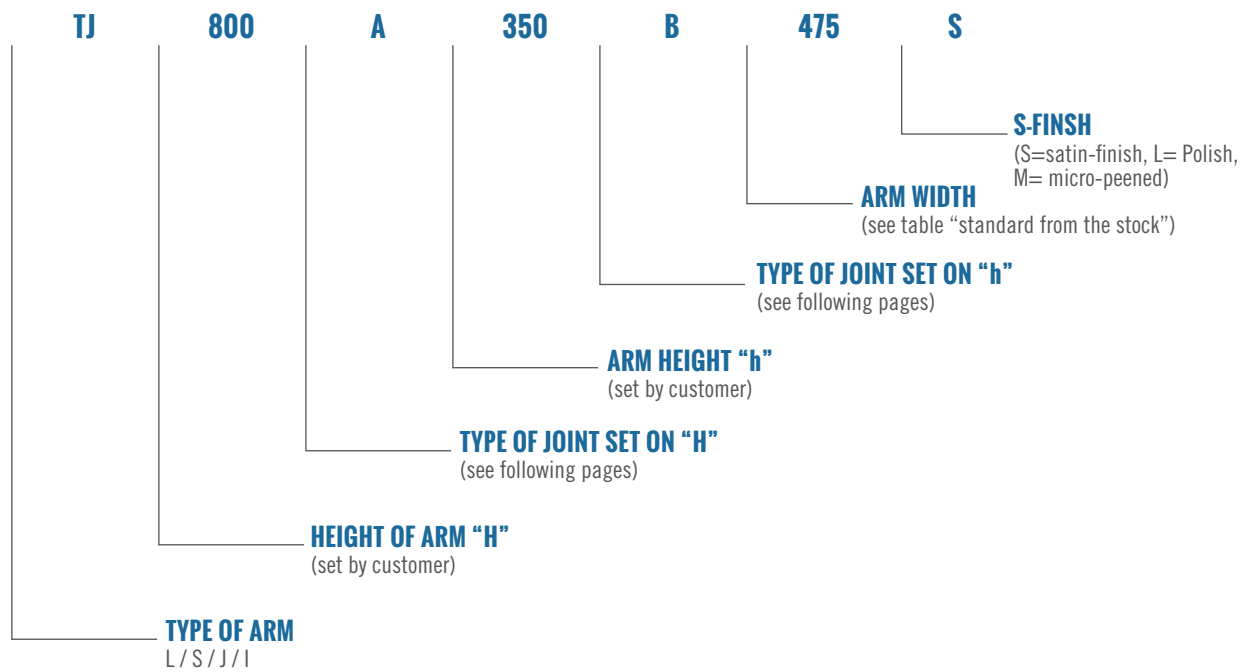 TJ 800 A 350 B 475 S
S-FINSH
(S=satin-finish, L= Polish,
M= micro-peened)
ARM WIDTH
(see table “standard from the stock”)
TYPE OF JOINT SET ON “h”
(see following pages)
ARM HEIGHT “h”
(set by customer)
TYPE OF JOINT SET ON “H”
(see following pages)
HEIGHT OF ARM “H”
(set by customer)
TYPE OF ARM
L / S / J / I